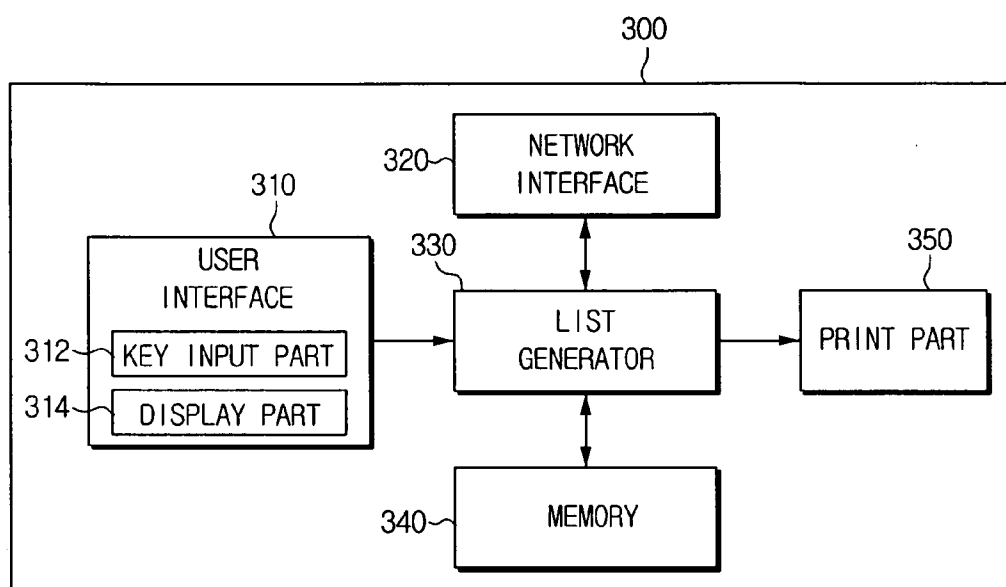 300
320
NETWORK
INTERFACE
310
USER
INTERFACE
312
KEY INPUT PART
314
DISPLAY PART
330
LIST
GENERATOR
350
PRINT PART
340
MEMORY